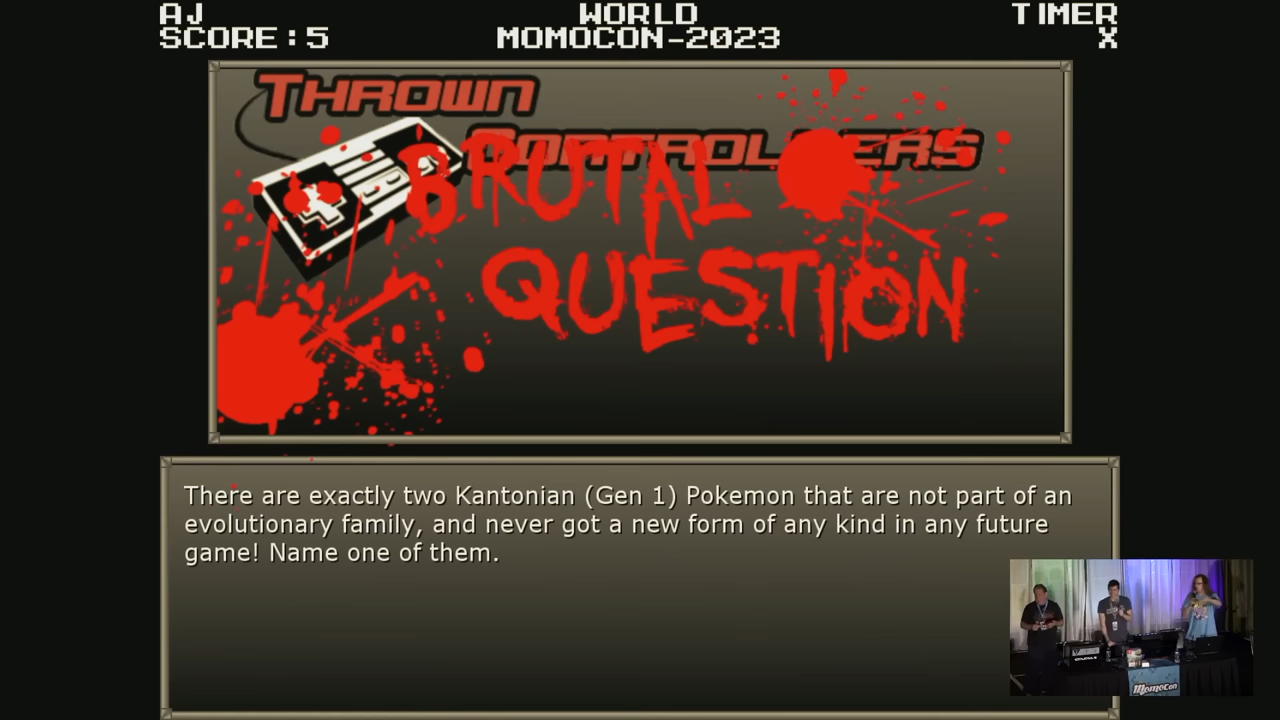 AJ
SCORE:5
WORLD
MOMOCON-2023
TIMER
X
THROWN
CONTROLLERS
BRUTAL
QUESTION
There are exactly two Kantonian (Gen 1) Pokemon that are not part of an
evolutionary family, and never got a new form of any kind in any future
game! Name one of them.
MomoCon